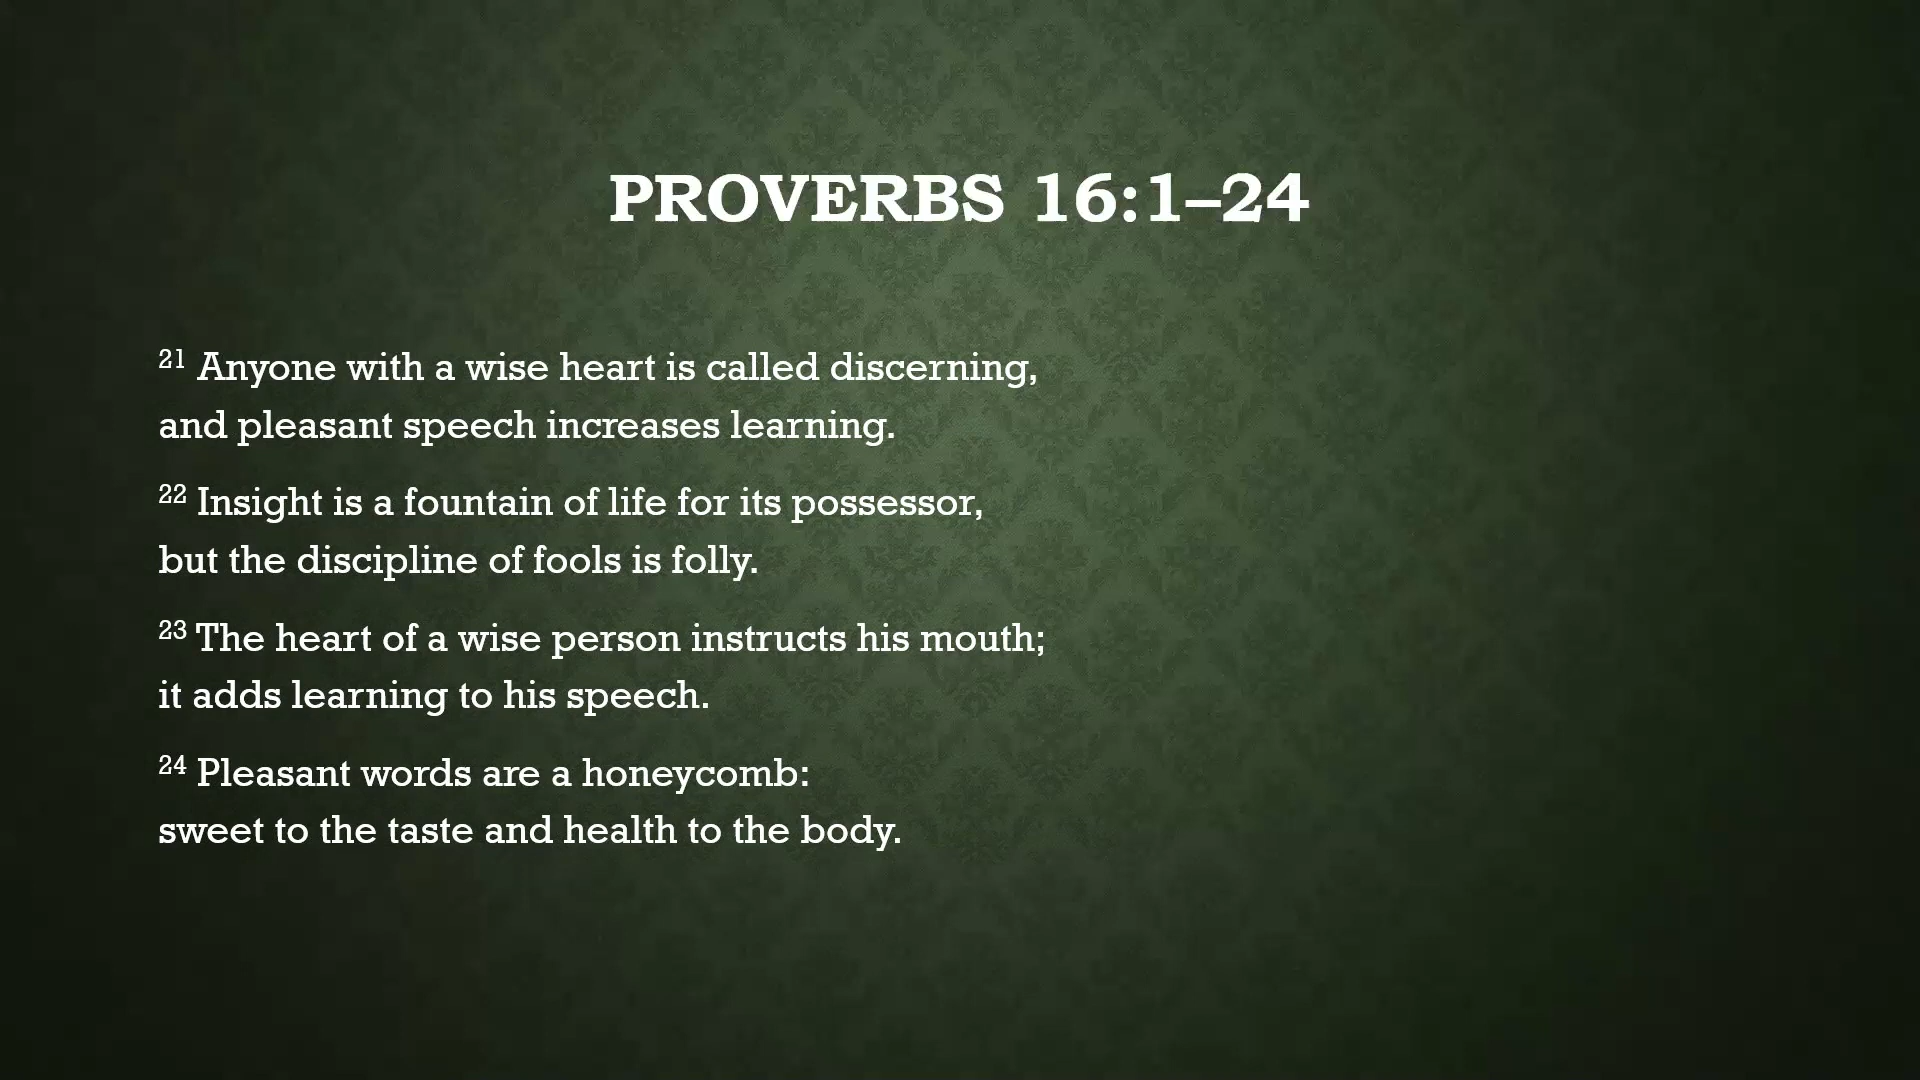 PROVERBS 16:1–24
21 Anyone with a wise heart is called discerning,
and pleasant speech increases learning.
22 Insight is a fountain of life for its possessor,
but the discipline of fools is folly.
23 The heart of a wise person instructs his mouth;
it adds learning to his speech.
24 Pleasant words are a honeycomb:
sweet to the taste and health to the body.